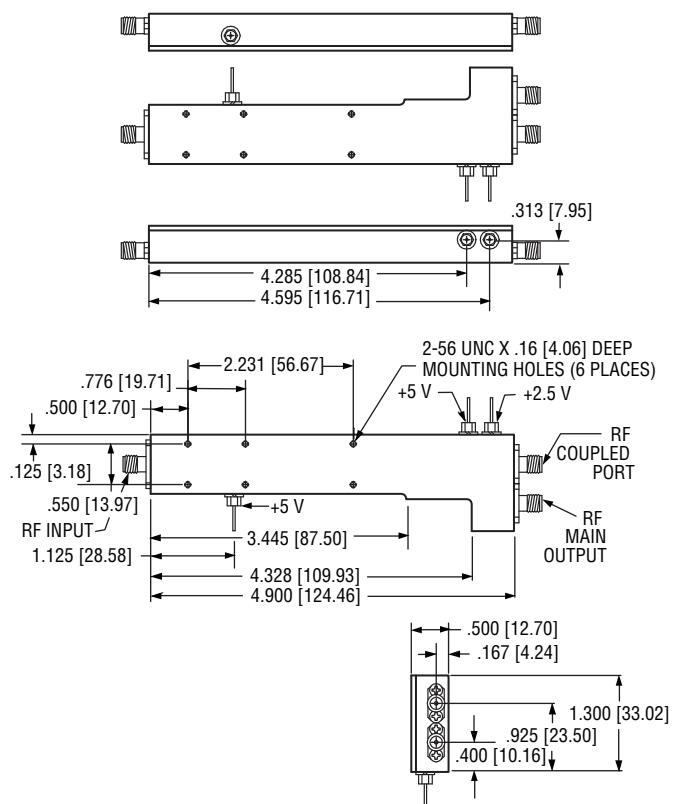 .313 [7.95]
4.285 [108.84]
4.595 [116.71]
2.231 [56.67]
2-56 UNC X .16 [4.06] DEEP
MOUNTING HOLES (6 PLACES)
.776 [19.71]
+5 V
+2.5 V
.500 [12.70]
RF
COUPLED
PORT
.125 [3.18]
.550 [13.97]
RF INPUT
+5 V
RF
MAIN
OUTPUT
3.445 [87.50]
1.125 [28.58]
4.328 [109.93]
4.900 [124.46]
.500 [12.70]
.167 [4.24]
1.300 [33.02]
.925 [23.50]
.400 [10.16]